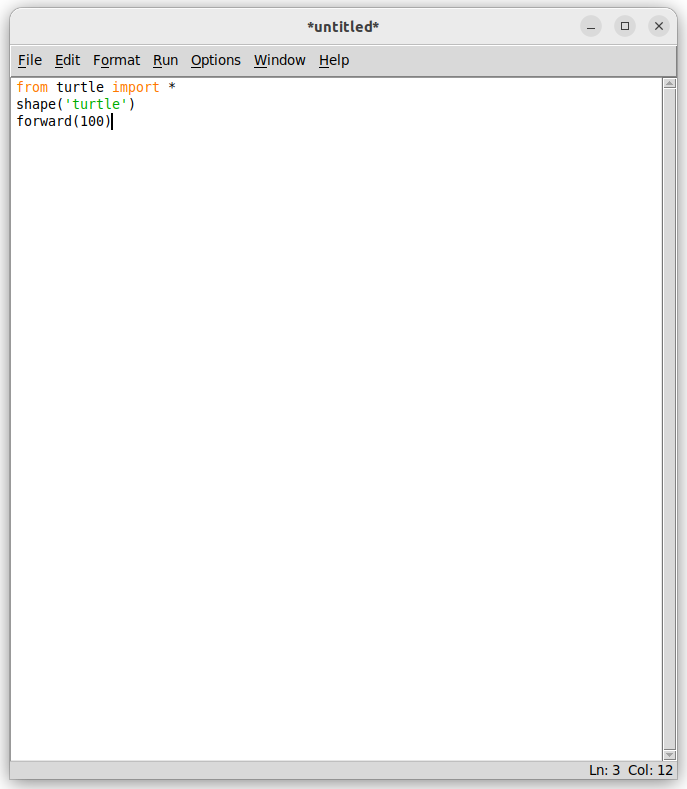 *untitled*
File Edit Format Run Options Window Help
from turtle import *
shape('turtle')
forward(100)
Ln: 3 Col: 12